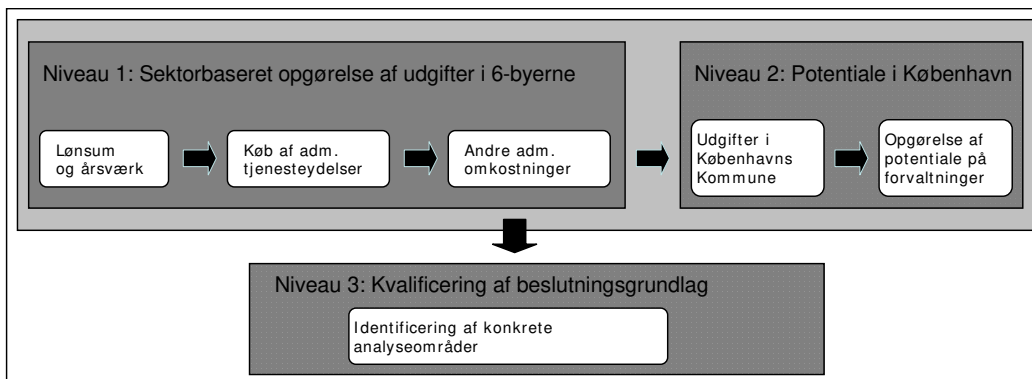 Niveau 1: Sektorbaseret opgørelse af udgifter i 6-byerne
Lønsum
og årsværk
Køb af adm.
tjenesteydelser
Andre adm.
omkostninger
Niveau 2: Potentiale i København
Udgifter i
Københavns
Kommune
Opgørelse af
potentiale på
forvaltninger
Niveau 3: Kvalificering af beslutningsgrundlag
Identificering af konkrete
analyseområder